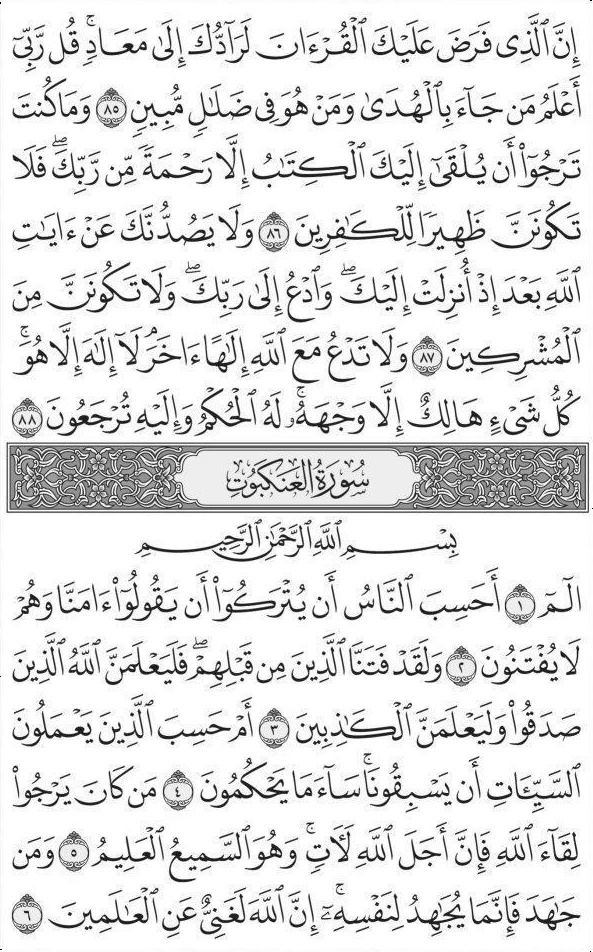 إِنَّ ٱلَّذِى فَرَضَ عَلَيْكَ ٱلْقُرْءَانَ لَرَآدُّكَ إِلَىٰ مَعَادٍۚ قُل رَّبِّىٓ
أَعْلَمُ مَن جَآءَ بِٱلْهُدَىٰ وَمَنْ هُوَ فِى ضَلَٰلٍ مُّبِينٍ ٨٥ وَمَا كُنتَ
تَرْجُوٓا۟ أَن يُلْقَىٰٓ إِلَيْكَ ٱلْكِتَٰبُ إِلَّا رَحْمَةً مِّن رَّبِّكَۖ فَلَا
تَكُونَنَّ ظَهِيرًا لِّلْكَٰفِرِينَ ٨٦ وَلَا يَصُدُّنَّكَ عَنْ ءَايَٰتِ
ٱللَّهِ بَعْدَ إِذْ أُنزِلَتْ إِلَيْكَۖ وَٱدْعُ إِلَىٰ رَبِّكَۖ وَلَا تَكُونَنَّ مِنَ
ٱلْمُشْرِكِينَ ٨٧ وَلَا تَدْعُ مَعَ ٱللَّهِ إِلَٰهًا ءَاخَرَۘ لَآ إِلَٰهَ إِلَّا هُوَۚ
كُلُّ شَىْءٍ هَالِكٌ إِلَّا وَجْهَهُۥۚ لَهُ ٱلْحُكْمُ وَإِلَيْهِ تُرْجَعُونَ ٨٨
سُورَةُ العَنكَبُوتِ
بِسْمِ ٱللَّهِ ٱلرَّحْمَٰنِ ٱلرَّحِيمِ
الٓمٓ ١ أَحَسِبَ ٱلنَّاسُ أَن يُتْرَكُوٓا۟ أَن يَقُولُوٓا۟ ءَامَنَّا وَهُمْ
لَا يُفْتَنُونَ ٢ وَلَقَدْ فَتَنَّا ٱلَّذِينَ مِن قَبْلِهِمْۖ فَلَيَعْلَمَنَّ ٱللَّهُ ٱلَّذِينَ
صَدَقُوا۟ وَلَيَعْلَمَنَّ ٱلْكَٰذِبِينَ ٣ أَمْ حَسِبَ ٱلَّذِينَ يَعْمَلُونَ
ٱلسَّيِّـَٔاتِ أَن يَسْبِقُونَاۚ سَآءَ مَا يَحْكُمُونَ ٤ مَن كَانَ يَرْجُوا۟
لِقَآءَ ٱللَّهِ فَإِنَّ أَجَلَ ٱللَّهِ لَـَٔاتٍۚ وَهُوَ ٱلسَّمِيعُ ٱلْعَلِيمُ ٥ وَمَن
جَٰهَدَ فَإِنَّمَا يُجَٰهِدُ لِنَفْسِهِۦٓۚ إِنَّ ٱللَّهَ لَغَنِىٌّ عَنِ ٱلْعَٰلَمِينَ ٦